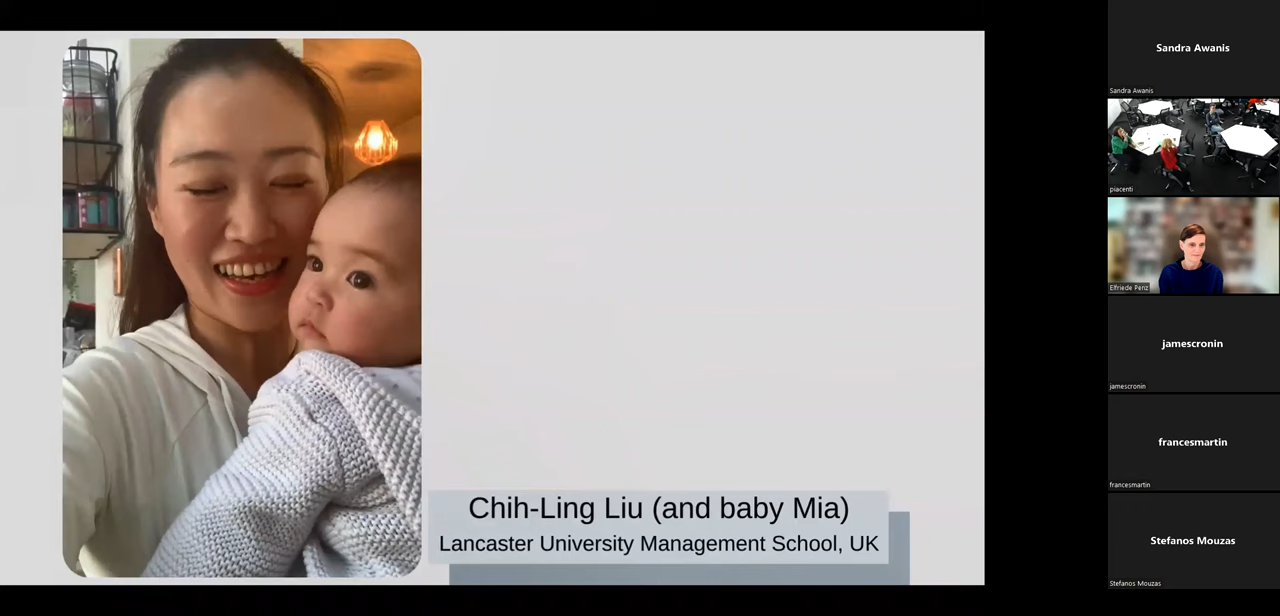 Chih-Ling Liu (and baby Mia)
Lancaster University Management School, UK
Sandra Awanis
Sandra Awanis
piacenti
Elfriede Penz
jamescronin
jamescronin
francesmartin
francesmartin
Stefanos Mouzas
Stefanos Mouzas